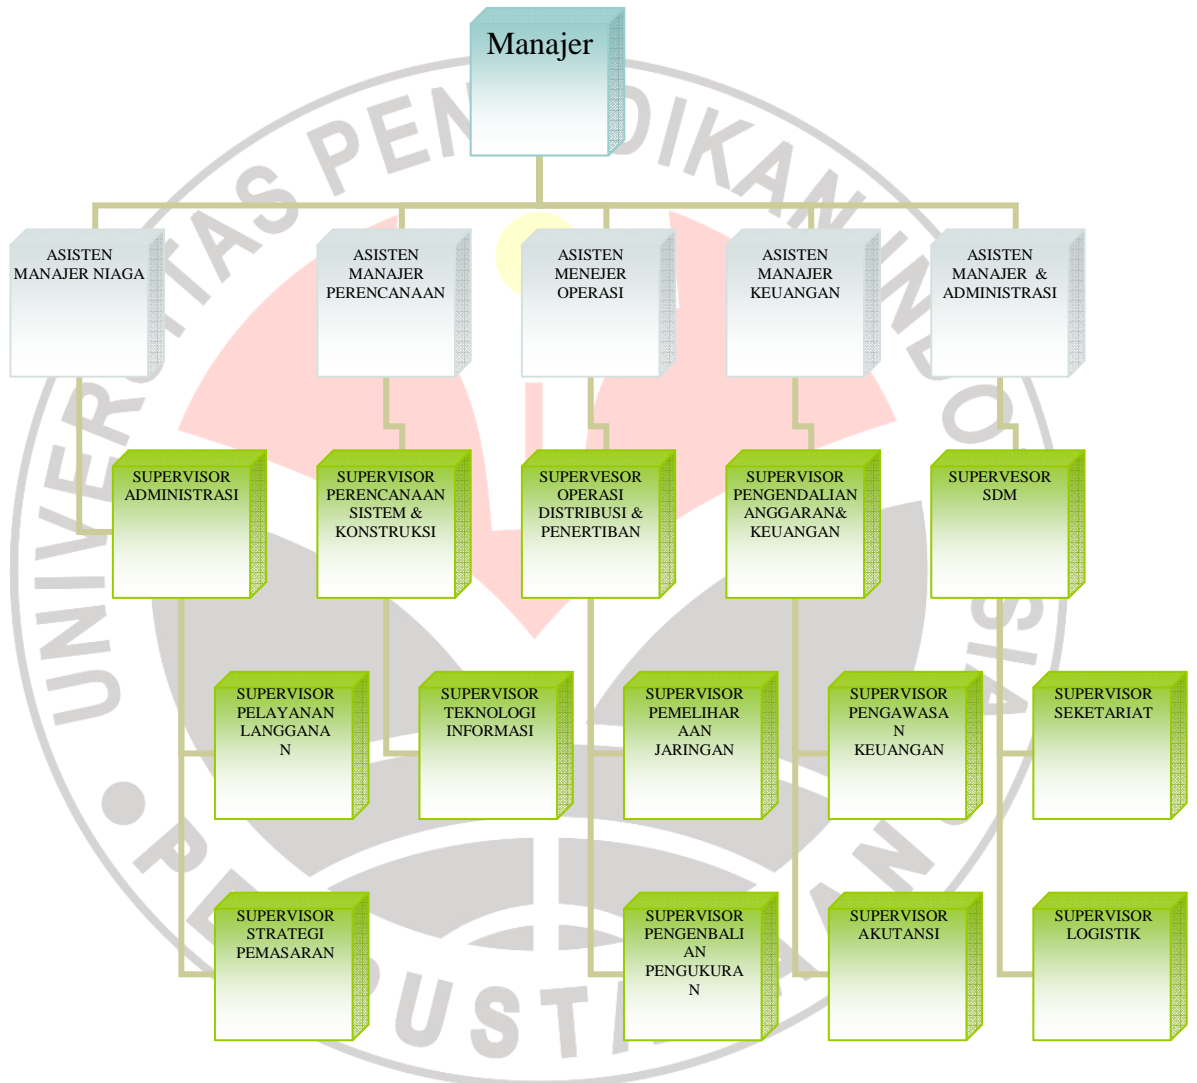 Manajer
ASISTEN
MANAJER NIAGA
ASISTEN
MANAJER
PERENCANAAN
ASISTEN
MENEJER
OPERASI
ASISTEN
MANAJER
KEUANGAN
ASISTEN
MANAJER &
ADMINISTRASI
SUPERVISOR
ADMINISTRASI
SUPERVISOR
PERENCANAAN
SISTEM &
KONSTRUKSI
SUPERVESOR
OPERASI
DISTRIBUSI &
PENERTIBAN
SUPERVISOR
PENGENDALIAN
ANGGARAN&
KEUANGAN
SUPERVESOR
SDM
SUPERVISOR
PELAYANAN
LANGGANA
N
SUPERVISOR
TEKNOLOGI
INFORMASI
SUPERVISOR
PEMELIHAR
AAN
JARINGAN
SUPERVISOR
PENGAWASA
N
KEUANGAN
SUPERVISOR
SEKETARIAT
SUPERVISOR
STRATEGI
PEMASARAN
SUPERVISOR
PENGENBALI
AN
PENGUKURA
N
SUPERVISOR
AKUTANSI
SUPERVISOR
LOGISTIK